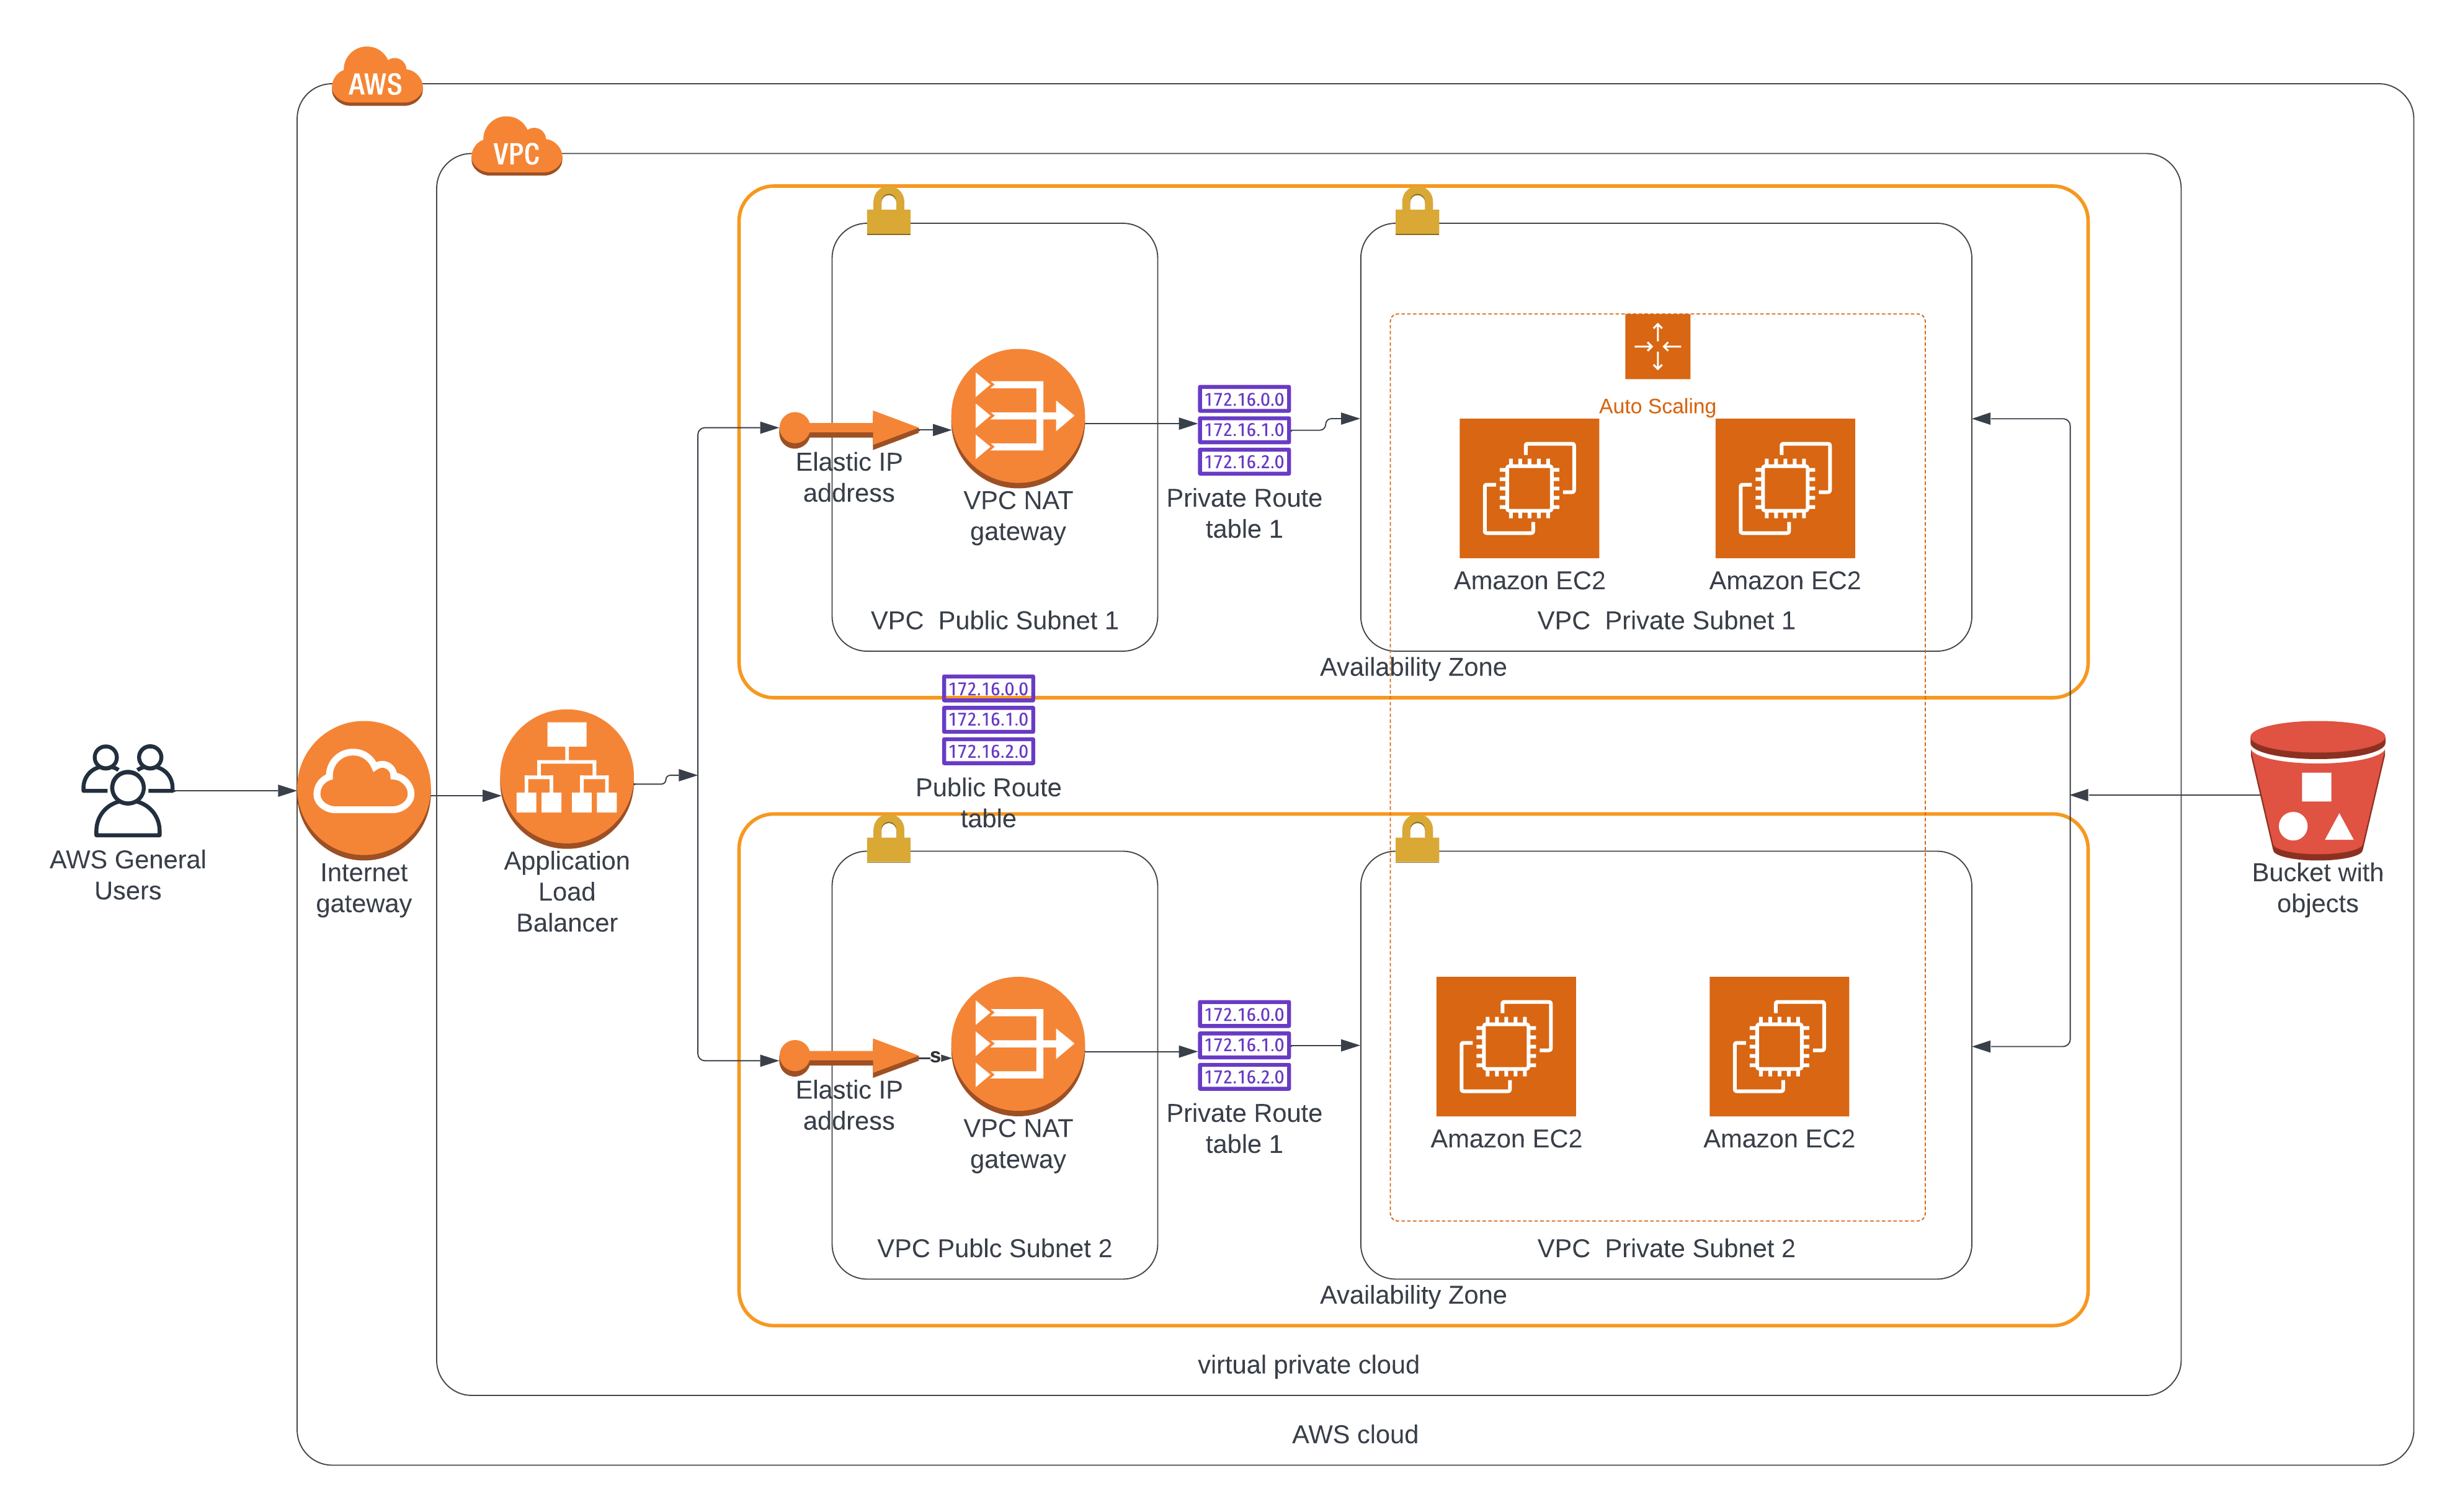 AWS
VPC
172.16.0.0
172.16.1.0
172.16.2.0
Elastic IP
address
VPC NAT
gateway
Private Route
table 1
Auto Scaling
Amazon EC2
Amazon EC2
VPC  Public Subnet 1
VPC  Private Subnet 1
Availability Zone
172.16.0.0
172.16.1.0
172.16.2.0
Public Route
table
AWS General
Users
Internet
gateway
Application
Load
Balancer
Bucket with
objects
172.16.0.0
172.16.1.0
172.16.2.0
s
Elastic IP
address
VPC NAT
gateway
Private Route
table 1
Amazon EC2
Amazon EC2
VPC Publc Subnet 2
VPC  Private Subnet 2
Availability Zone
virtual private cloud
AWS cloud